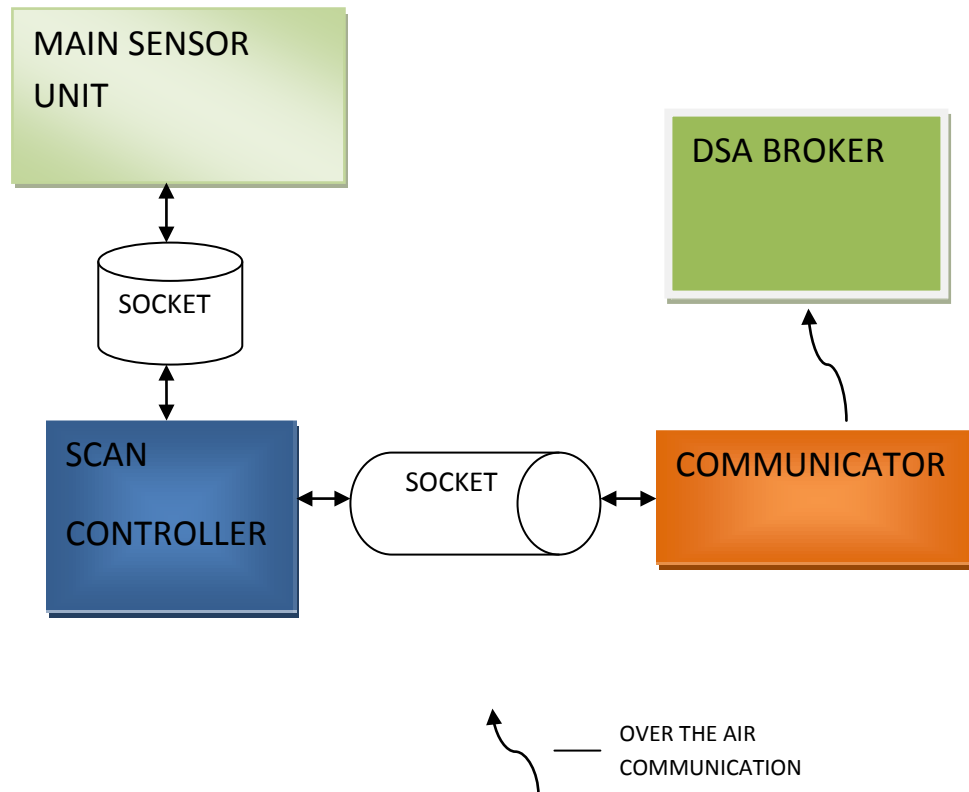 MAIN SENSOR
UNIT
DSA BROKER
SOCKET
SCAN
CONTROLLER
SOCKET
COMMUNICATOR
OVER THE AIR
COMMUNICATION